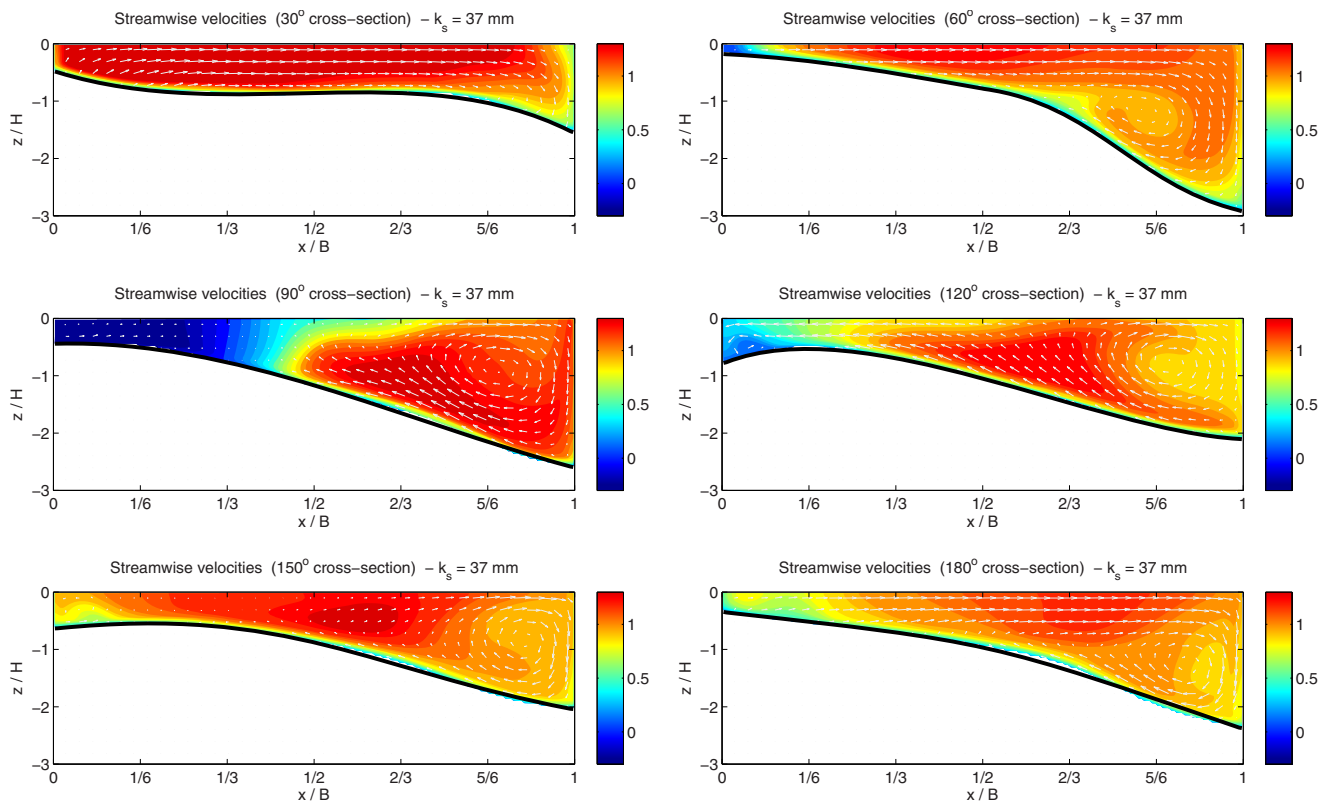 Streamwise velocities (30° cross−section) − kₛ = 37 mm
z / H
0
−1
−2
−3
0 1/6 1/3 1/2 2/3 5/6 1
x / B
1
0.5
0
Streamwise velocities (60° cross−section) − kₛ = 37 mm
z / H
0
−1
−2
−3
0 1/6 1/3 1/2 2/3 5/6 1
x / B
1
0.5
0
Streamwise velocities (90° cross−section) − kₛ = 37 mm
z / H
0
−1
−2
−3
0 1/6 1/3 1/2 2/3 5/6 1
x / B
1
0.5
0
Streamwise velocities (120° cross−section) − kₛ = 37 mm
z / H
0
−1
−2
−3
0 1/6 1/3 1/2 2/3 5/6 1
x / B
1
0.5
0
Streamwise velocities (150° cross−section) − kₛ = 37 mm
z / H
0
−1
−2
−3
0 1/6 1/3 1/2 2/3 5/6 1
x / B
1
0.5
0
Streamwise velocities (180° cross−section) − kₛ = 37 mm
z / H
0
−1
−2
−3
0 1/6 1/3 1/2 2/3 5/6 1
x / B
1
0.5
0